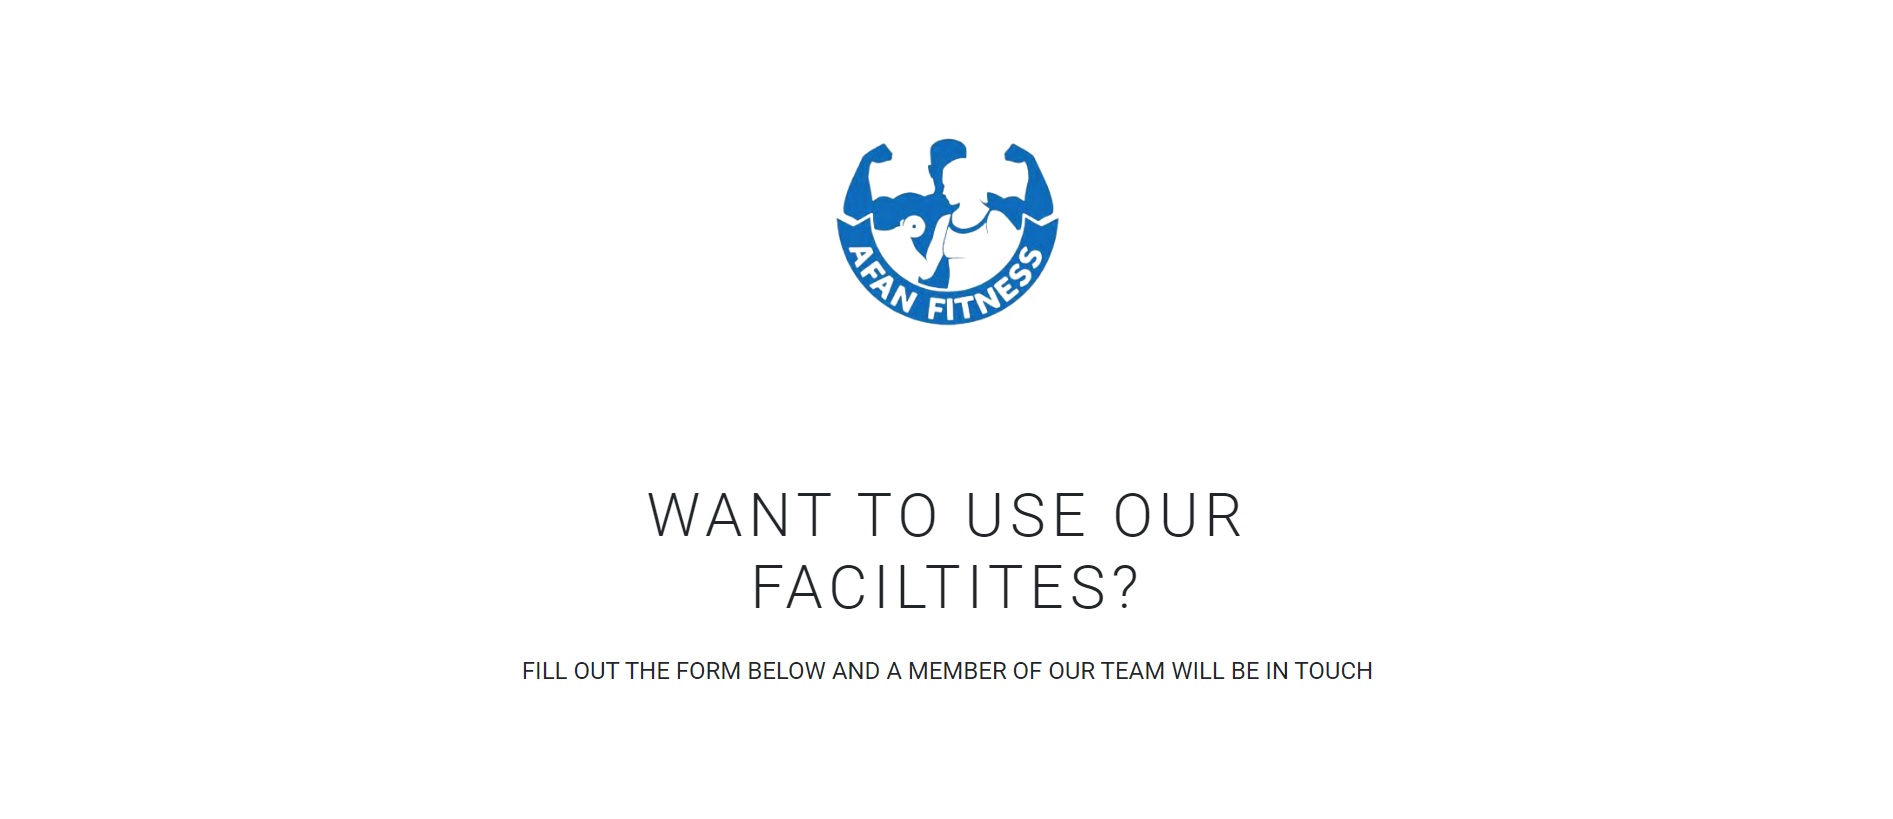 AFAN FITNESS
WANT TO USE OUR
FACILTITES?
FILL OUT THE FORM BELOW AND A MEMBER OF OUR TEAM WILL BE IN TOUCH